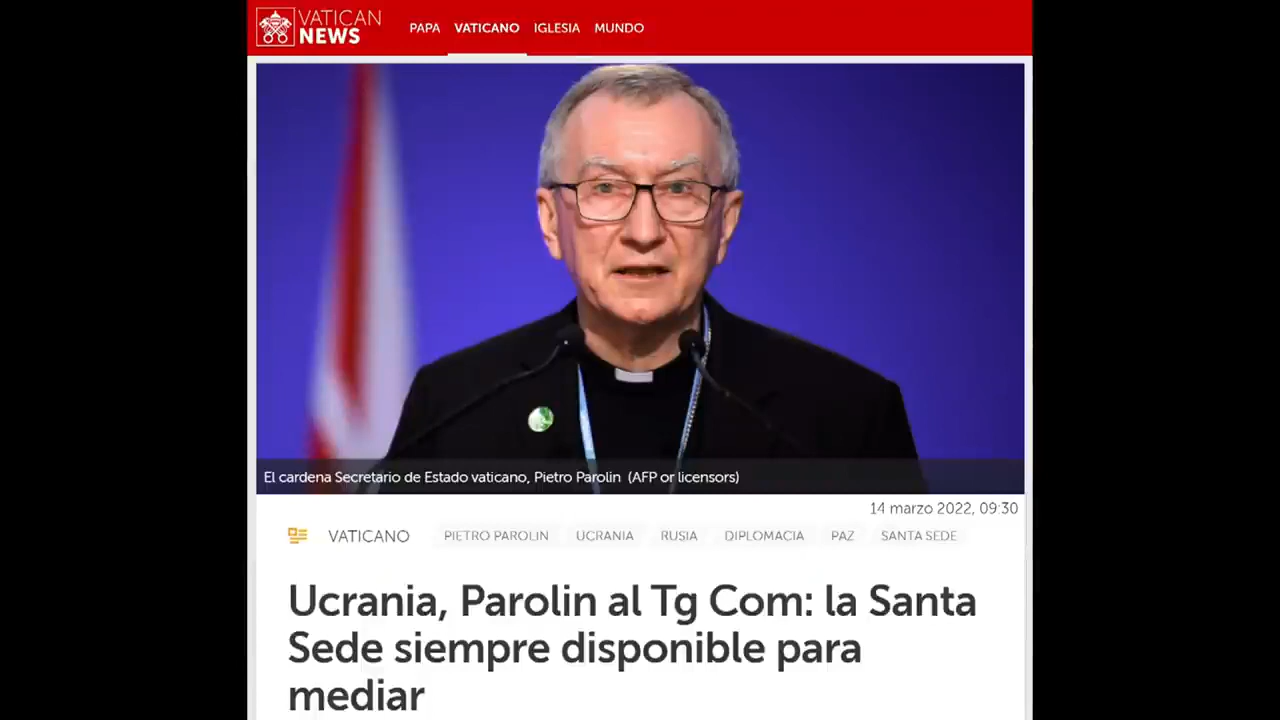 VATICAN
NEWS
PAPA VATICANO IGLESIA MUNDO
El cardena Secretario de Estado vaticano, Pietro Parolin (AFP or licensors)
14 marzo 2022, 09:30
VATICANO PIETRO PAROLIN UCRANIA RUSIA DIPLOMACIA PAZ SANTA SEDE
Ucrania, Parolin al Tg Com: la Santa
Sede siempre disponible para
mediar